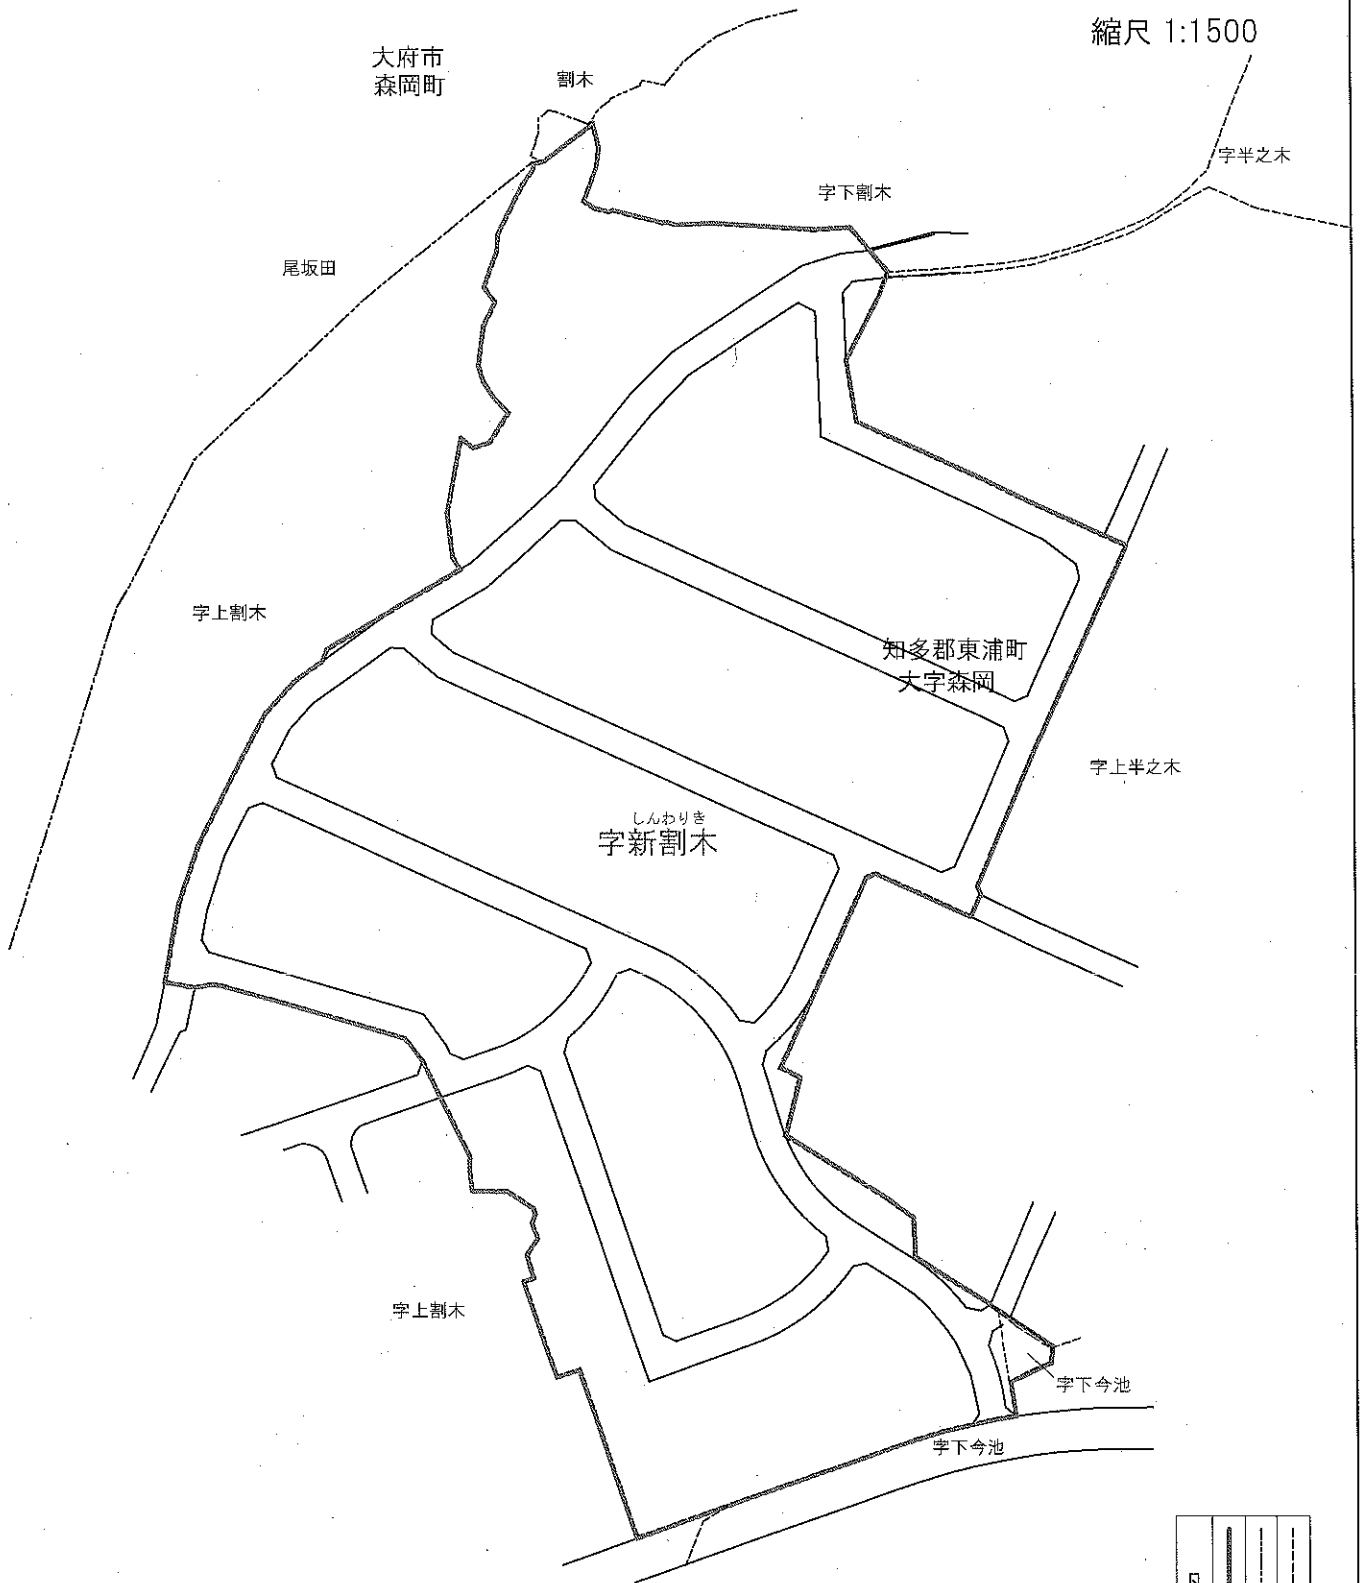 縮尺 1:1500
大府市
森岡町
割木
字半之木
字下割木
尾坂田
字上割木
知多郡東浦町
大字森岡
字上半之木
しんわりき
字新割木
字上割木
字下今池
字下今池